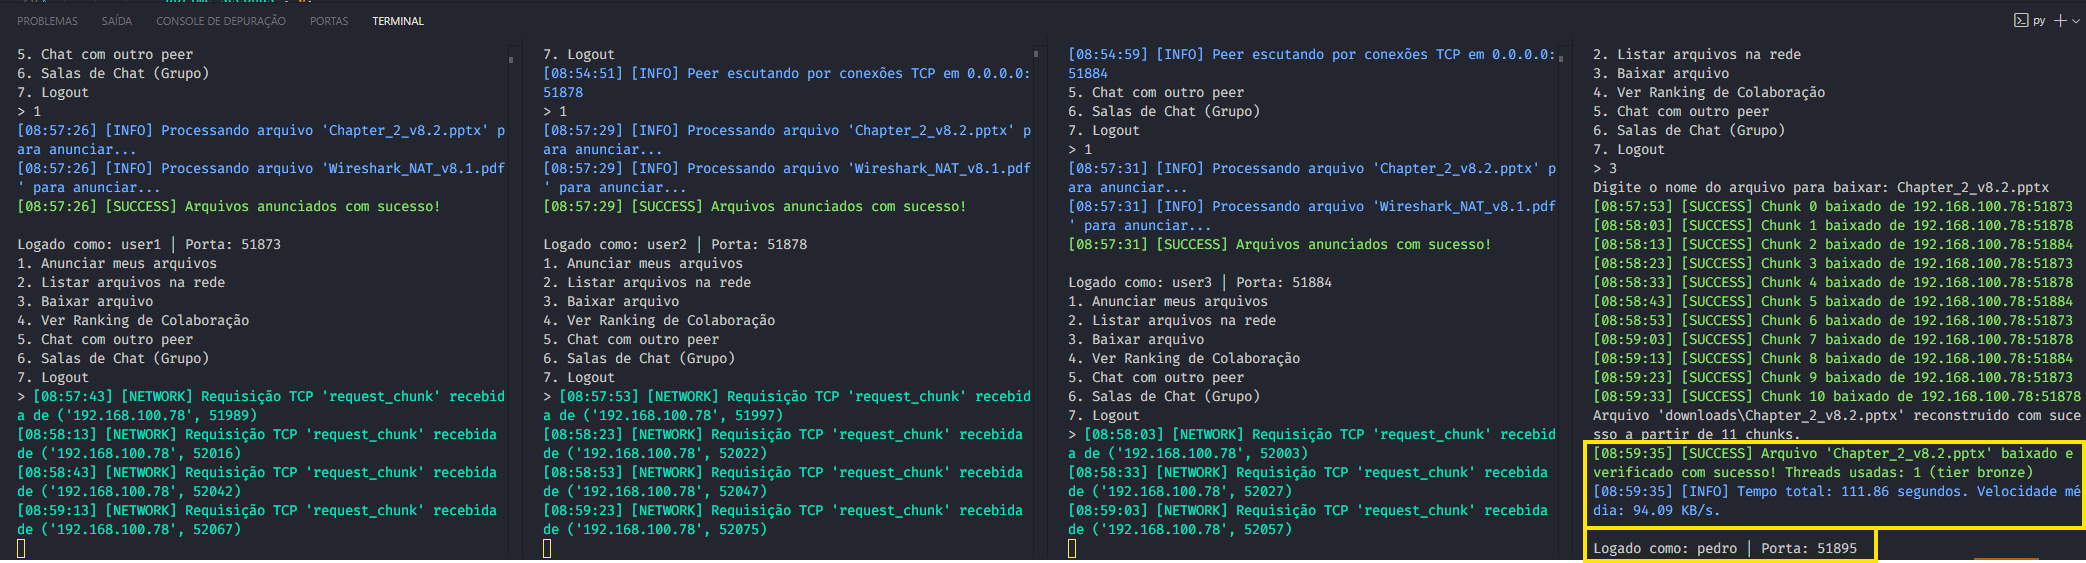 PROBLEMAS SAÍDA CONSOLE DE DEPURAÇÃO PORTAS TERMINAL
py
5. Chat com outro peer
6. Salas de Chat (Grupo)
7. Logout
> 1
[08:57:26] [INFO] Processando arquivo 'Chapter_2_v8.2.pptx' p
ara anunciar...
[08:57:26] [INFO] Processando arquivo 'Wireshark_NAT_v8.1.pdf
' para anunciar...
[08:57:26] [SUCCESS] Arquivos anunciados com sucesso!
Logado como: user1 | Porta: 51873
1. Anunciar meus arquivos
2. Listar arquivos na rede
3. Baixar arquivo
4. Ver Ranking de Colaboração
5. Chat com outro peer
6. Salas de Chat (Grupo)
7. Logout
> [08:57:43] [NETWORK] Requisição TCP 'request_chunk' recebid
a de ('192.168.100.78', 51989)
[08:58:13] [NETWORK] Requisição TCP 'request_chunk' recebida
de ('192.168.100.78', 52016)
[08:58:43] [NETWORK] Requisição TCP 'request_chunk' recebida
de ('192.168.100.78', 52042)
[08:59:13] [NETWORK] Requisição TCP 'request_chunk' recebida
de ('192.168.100.78', 52067)
7. Logout
[08:54:51] [INFO] Peer escutando por conexões TCP em 0.0.0.0:
51878
> 1
[08:57:29] [INFO] Processando arquivo 'Chapter_2_v8.2.pptx' p
ara anunciar...
[08:57:29] [INFO] Processando arquivo 'Wireshark_NAT_v8.1.pdf
' para anunciar...
[08:57:29] [SUCCESS] Arquivos anunciados com sucesso!
Logado como: user2 | Porta: 51878
1. Anunciar meus arquivos
2. Listar arquivos na rede
3. Baixar arquivo
4. Ver Ranking de Colaboração
5. Chat com outro peer
6. Salas de Chat (Grupo)
7. Logout
> [08:57:53] [NETWORK] Requisição TCP 'request_chunk' recebid
a de ('192.168.100.78', 51997)
[08:58:23] [NETWORK] Requisição TCP 'request_chunk' recebida
de ('192.168.100.78', 52022)
[08:58:53] [NETWORK] Requisição TCP 'request_chunk' recebida
de ('192.168.100.78', 52047)
[08:59:23] [NETWORK] Requisição TCP 'request_chunk' recebida
de ('192.168.100.78', 52075)
[08:54:59] [INFO] Peer escutando por conexões TCP em 0.0.0.0:
51884
5. Chat com outro peer
6. Salas de Chat (Grupo)
7. Logout
> 1
[08:57:31] [INFO] Processando arquivo 'Chapter_2_v8.2.pptx' p
ara anunciar...
[08:57:31] [INFO] Processando arquivo 'Wireshark_NAT_v8.1.pdf
' para anunciar...
[08:57:31] [SUCCESS] Arquivos anunciados com sucesso!
Logado como: user3 | Porta: 51884
1. Anunciar meus arquivos
2. Listar arquivos na rede
3. Baixar arquivo
4. Ver Ranking de Colaboração
5. Chat com outro peer
6. Salas de Chat (Grupo)
7. Logout
> [08:58:03] [NETWORK] Requisição TCP 'request_chunk' recebid
a de ('192.168.100.78', 52003)
[08:58:33] [NETWORK] Requisição TCP 'request_chunk' recebida
de ('192.168.100.78', 52027)
[08:59:03] [NETWORK] Requisição TCP 'request_chunk' recebida
de ('192.168.100.78', 52057)
2. Listar arquivos na rede
3. Baixar arquivo
4. Ver Ranking de Colaboração
5. Chat com outro peer
6. Salas de Chat (Grupo)
7. Logout
> 3
Digite o nome do arquivo para baixar: Chapter_2_v8.2.pptx
[08:57:53] [SUCCESS] Chunk 0 baixado de 192.168.100.78:51873
[08:58:03] [SUCCESS] Chunk 1 baixado de 192.168.100.78:51878
[08:58:13] [SUCCESS] Chunk 2 baixado de 192.168.100.78:51884
[08:58:23] [SUCCESS] Chunk 3 baixado de 192.168.100.78:51873
[08:58:33] [SUCCESS] Chunk 4 baixado de 192.168.100.78:51878
[08:58:43] [SUCCESS] Chunk 5 baixado de 192.168.100.78:51884
[08:58:53] [SUCCESS] Chunk 6 baixado de 192.168.100.78:51873
[08:59:03] [SUCCESS] Chunk 7 baixado de 192.168.100.78:51878
[08:59:13] [SUCCESS] Chunk 8 baixado de 192.168.100.78:51884
[08:59:23] [SUCCESS] Chunk 9 baixado de 192.168.100.78:51873
[08:59:33] [SUCCESS] Chunk 10 baixado de 192.168.100.78:51878
Arquivo 'downloads\Chapter_2_v8.2.pptx' reconstruido com suce
sso a partir de 11 chunks.
[08:59:35] [SUCCESS] Arquivo 'Chapter_2_v8.2.pptx' baixado e
verificado com sucesso! Threads usadas: 1 (tier bronze)
[08:59:35] [INFO] Tempo total: 111.86 segundos. Velocidade mé
dia: 94.09 KB/s.
Logado como: pedro | Porta: 51895